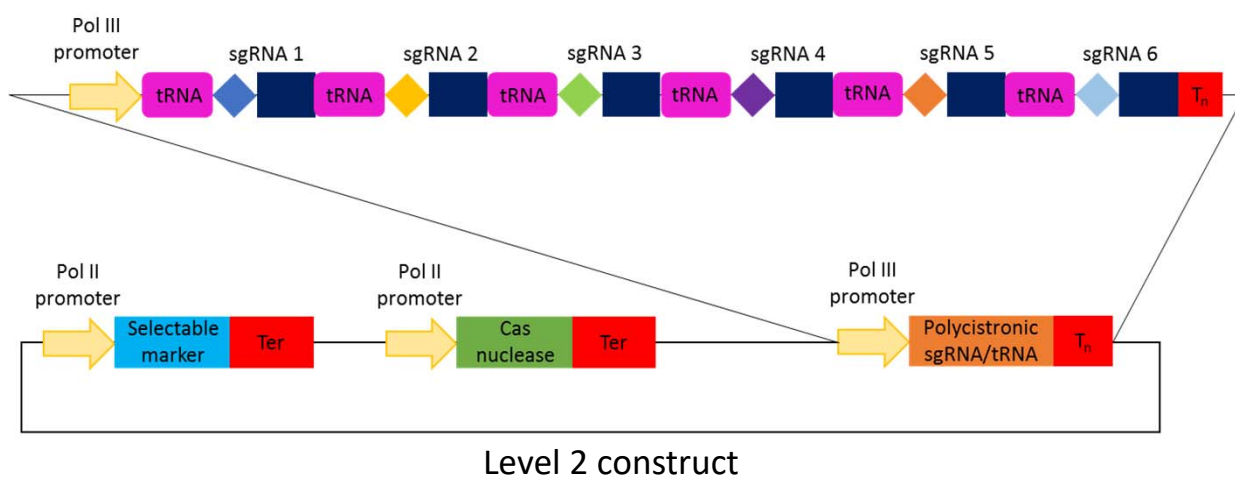 Pol III
promoter
sgRNA 1
sgRNA 2
sgRNA 3
sgRNA 4
sgRNA 5
sgRNA 6
tRNA
tRNA
tRNA
tRNA
tRNA
tRNA
Tn
Pol II
promoter
Pol II
promoter
Pol III
promoter
Selectable
marker
Ter
Cas
nuclease
Ter
Polycistronic
sgRNA/tRNA
Tn
Level 2 construct